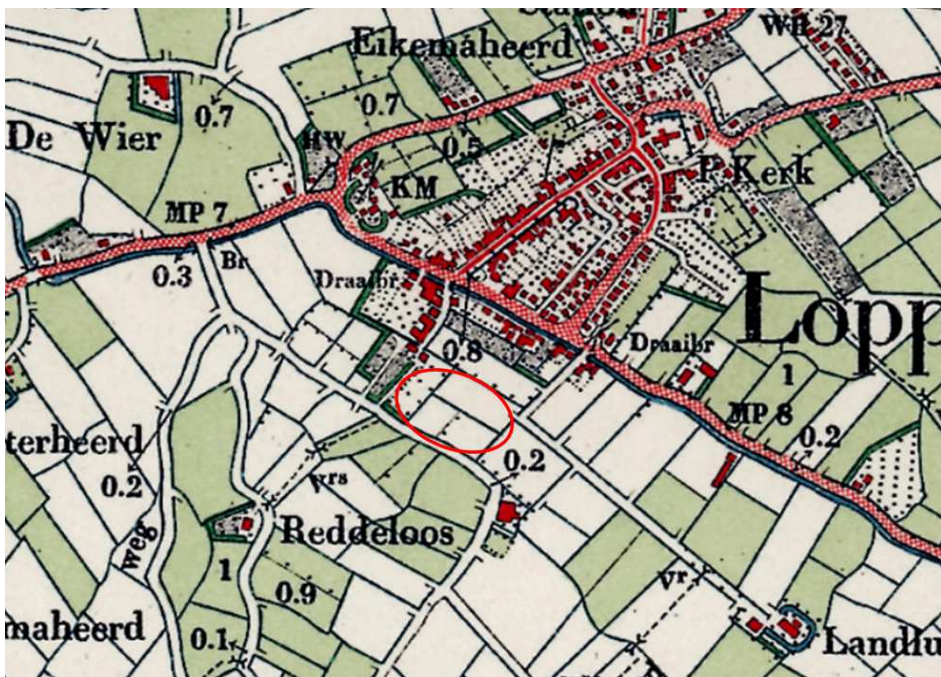 Station
WH 27
Eikemaheerd
0.7
0.7
De Wier
HW
0.5
KM
P Kerk
MP 7
Br
0.3
Draaibr
Lopp
0.8
Draaibr
1
MP 8
terheerd
0.2
0.2
0.2
Vrs
Reddeloos
weg
1
0.9
Vr
maheerd
0.1
Landlu